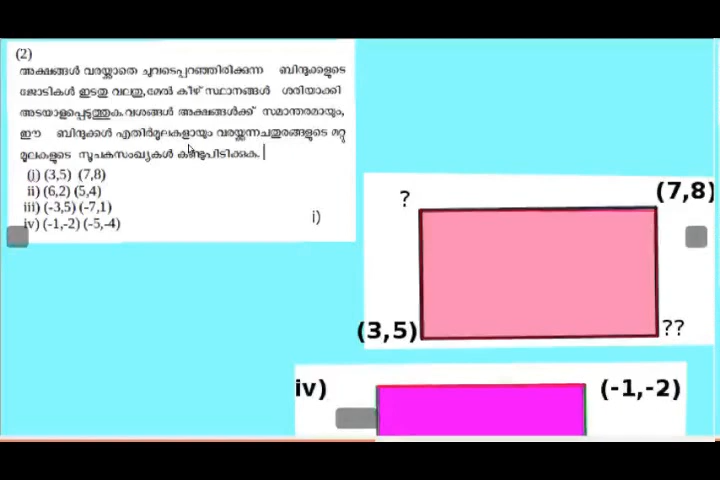 (2)
അക്ഷങ്ങൾ വരയ്ക്കാതെ ചുവടെപ്പറഞ്ഞിരിക്കുന്ന ബിന്ദുക്കളുടെ
ജോടികൾ ഇടതു വലതു,മേൽ കീഴ് സ്ഥാനങ്ങൾ ശരിയാക്കി
അടയാളപ്പെടുത്തുക.വശങ്ങൾ അക്ഷങ്ങൾക്ക് സമാന്തരമായും,
ഈ ബിന്ദുക്കൾ എതിർമൂലകളായും വരയ്ക്കുന്നചതുരങ്ങളുടെ മറ്റു
മൂലകളുടെ സൂചകസംഖ്യകൾ കണ്ടുപിടിക്കുക.
(i) (3,5) (7,8)
ii) (6,2) (5,4)
iii) (-3,5) (-7,1)
iv) (-1,-2) (-5,-4)
i)
?
(7,8)
(3,5)
??
iv)
(-1,-2)